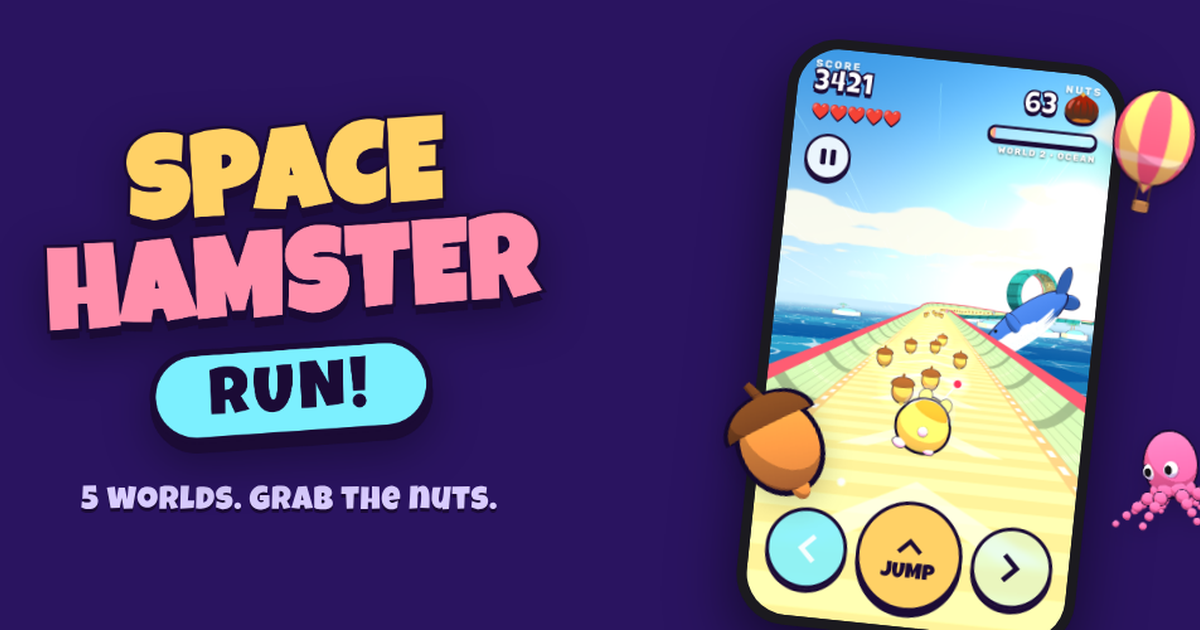 SPACE
HAMSTER
RUN!
5 WORLDS. GRAB THE NUTS.
SCORE
3421
NUTS
63
WORLD 2 · OCEAN
JUMP